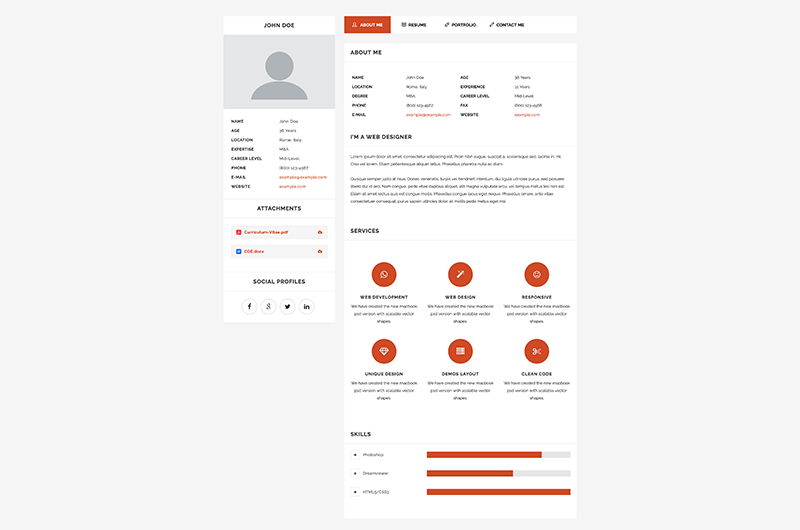 JOHN DOE
NAME John Doe
AGE 38 Years
LOCATION Rome, Italy
EXPERTISE MBA
CAREER LEVEL Mid-Level
PHONE (800) 123-4567
E-MAIL example@example.com
WEBSITE example.com
ATTACHMENTS
Curriculum-Vitae.pdf
COE.docx
SOCIAL PROFILES
ABOUT ME RESUME PORTFOLIO CONTACT ME
ABOUT ME
NAME John Doe AGE 38 Years
LOCATION Rome, Italy EXPERIENCE 12 Years
DEGREE MBA CAREER LEVEL Mid-Level
PHONE (800) 123-4567 FAX (800) 123-4568
E-MAIL example@example.com WEBSITE example.com
I'M A WEB DESIGNER
Lorem ipsum dolor sit amet, consectetur adipiscing elit. Proin nibh augue, suscipit a, scelerisque sed, lacinia in, mi.
Cras vel lorem. Etiam pellentesque aliquet tellus. Phasellus pharetra nulla ac diam.
Quisque semper justo at risus. Donec venenatis, turpis vel hendrerit interdum, dui ligula ultricies purus, sed posuere
libero dui id orci. Nam congue, pede vitae dapibus aliquet, elit magna vulputate arcu, vel tempus metus leo non est.
Etiam sit amet lectus quis est congue mollis. Phasellus congue lacus eget neque. Phasellus ornare, ante vitae
consectetuer consequat, purus sapien ultricies dolor, et mollis pede metus eget nisi.
SERVICES
WEB DEVELOPMENT WEB DESIGN RESPONSIVE
We have created the new macbook We have created the new macbook We have created the new macbook
psd version with scalable vector psd version with scalable vector psd version with scalable vector
shapes. shapes. shapes.
UNIQUE DESIGN DEMOS LAYOUT CLEAN CODE
We have created the new macbook We have created the new macbook We have created the new macbook
psd version with scalable vector psd version with scalable vector psd version with scalable vector
shapes. shapes. shapes.
SKILLS
Photoshop
Dreamweaver
HTML5/CSS3